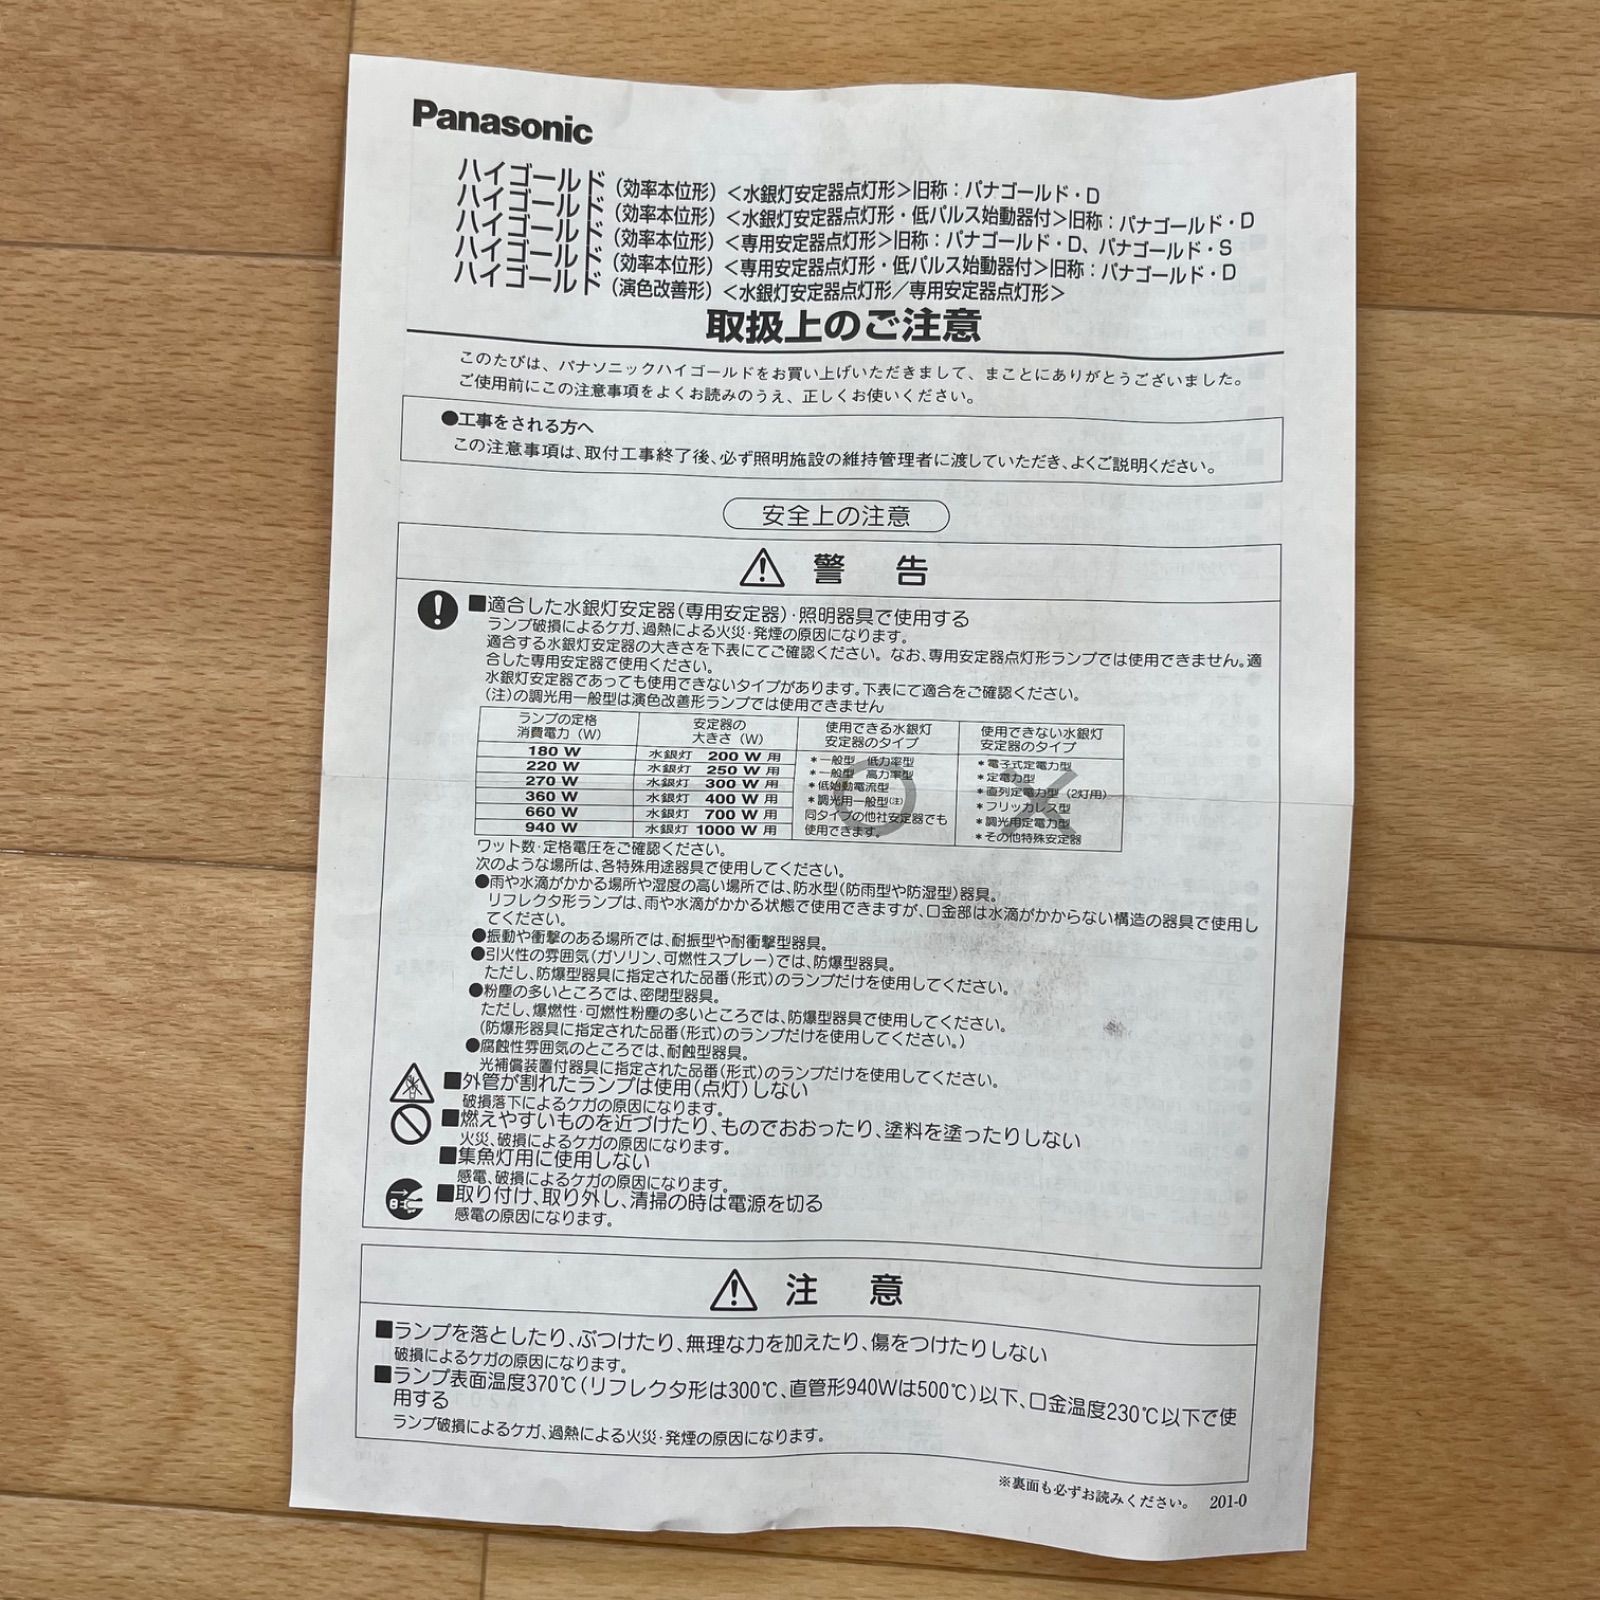 Panasonic
ハイゴールド（効率本位形）＜水銀灯安定器点灯形＞旧称：パナゴールド・D
ハイゴールド（効率本位形）＜水銀灯安定器点灯形・低パルス始動器付＞旧称：パナゴールド・D
ハイゴールド（効率本位形）＜専用安定器点灯形＞旧称：パナゴールド・D、パナゴールド・S
ハイゴールド（効率本位形）＜専用安定器点灯形・低パルス始動器付＞旧称：パナゴールド・D
ハイゴールド（演色改善形）＜水銀灯安定器点灯形／専用安定器点灯形＞
取扱上のご注意
このたびは、パナソニックハイゴールドをお買い上げいただきまして、まことにありがとうございました。
ご使用前にこの注意事項をよくお読みのうえ、正しくお使いください。
●工事をされる方へ
この注意事項は、取付工事終了後、必ず照明施設の維持管理者に渡していただき、よくご説明ください。
安全上の注意
警 告
■適合した水銀灯安定器（専用安定器）・照明器具で使用する
ランプ破損によるケガ、過熱による火災・発煙の原因になります。
適合する水銀灯安定器の大きさを下表にてご確認ください。なお、専用安定器点灯形ランプでは使用できません。適
合した専用安定器で使用ください。
水銀灯安定器であっても使用できないタイプがあります。下表にて適合をご確認ください。
（注）の調光用一般型は演色改善形ランプでは使用できません
ランプの定格 安定器の 使用できる水銀灯 使用できない水銀灯
消費電力（W） 大きさ（W） 安定器のタイプ 安定器のタイプ
180 W 水銀灯 200 W 用 ＊一般型 低力率型 ＊電子式定電力型
220 W 水銀灯 250 W 用 ＊一般型 高力率型 ＊定電力型
270 W 水銀灯 300 W 用 ＊低始動電流型 ＊直列定電力型（2灯用）
360 W 水銀灯 400 W 用 ＊調光用一般型（注） ＊フリッカレス型
660 W 水銀灯 700 W 用 同タイプの他社安定器でも ＊調光用定電力型
940 W 水銀灯 1000 W 用 使用できます。 ＊その他特殊安定器
ワット数・定格電圧をご確認ください。
次のような場所は、各特殊用途器具で使用してください。
●雨や水滴がかかる場所や湿度の高い場所では、防水型（防雨型や防湿型）器具。
リフレクタ形ランプは、雨や水滴がかかる状態で使用できますが、口金部は水滴がかからない構造の器具で使用し
てください。
●振動や衝撃のある場所では、耐振型や耐衝撃型器具。
●引火性の雰囲気（ガソリン、可燃性スプレー）では、防爆型器具。
ただし、防爆型器具に指定された品番（形式）のランプだけを使用してください。
●粉塵の多いところでは、密閉型器具。
ただし、爆燃性・可燃性粉塵の多いところでは、防爆型器具で使用してください。
（防爆形器具に指定された品番（形式）のランプだけを使用してください。）
●腐蝕性雰囲気のところでは、耐蝕型器具。
光補償装置付器具に指定された品番（形式）のランプだけを使用してください。
■外管が割れたランプは使用（点灯）しない
破損落下によるケガの原因になります。
■燃えやすいものを近づけたり、ものでおおったり、塗料を塗ったりしない
火災、破損によるケガの原因になります。
■集魚灯用に使用しない
感電、破損によるケガの原因になります。
■取り付け、取り外し、清掃の時は電源を切る
感電の原因になります。
注 意
■ランプを落としたり、ぶつけたり、無理な力を加えたり、傷をつけたりしない
破損によるケガの原因になります。
■ランプ表面温度370℃（リフレクタ形は300℃、直管形940Wは500℃）以下、口金温度230℃以下で使
用する
ランプ破損によるケガ、過熱による火災・発煙の原因になります。
※裏面も必ずお読みください。 201-0